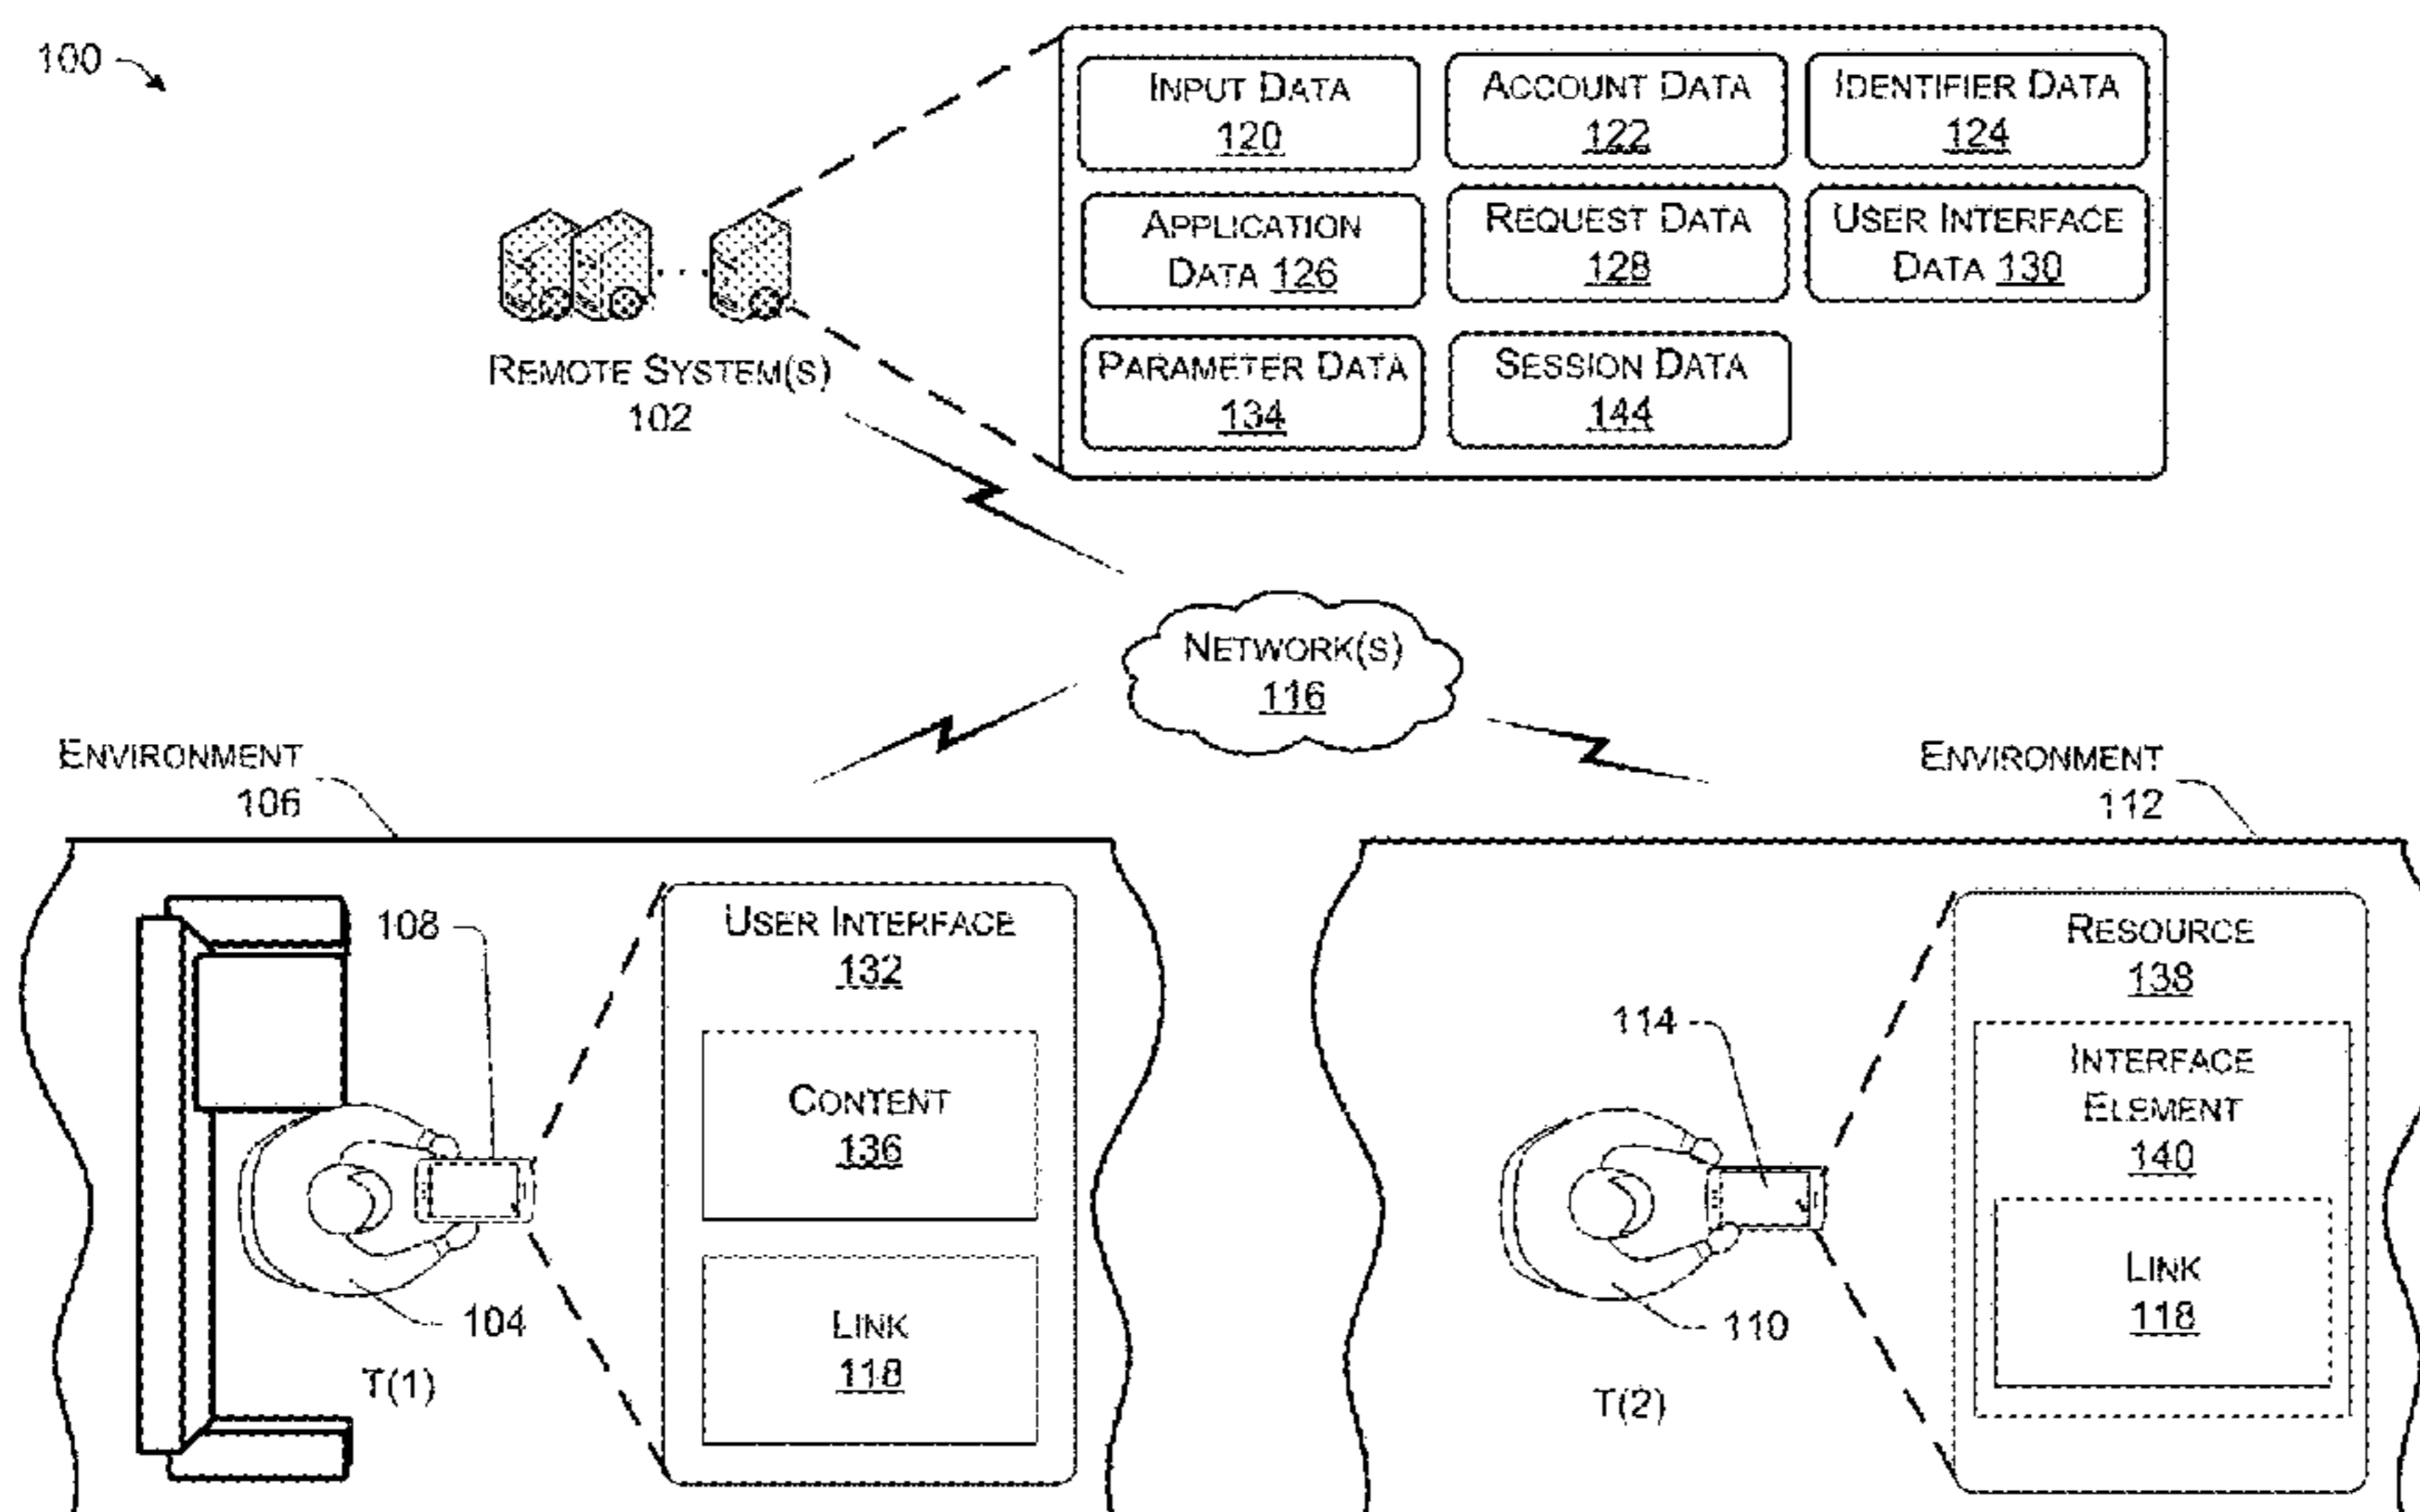 100
INPUT DATA
120
ACCOUNT DATA
122
IDENTIFIER DATA
124
APPLICATION
DATA 126
REQUEST DATA
128
USER INTERFACE
DATA 130
PARAMETER DATA
134
SESSION DATA
144
REMOTE SYSTEM(S)
102
NETWORK(S)
116
ENVIRONMENT
106
ENVIRONMENT
112
108
USER INTERFACE
132
CONTENT
136
LINK
118
104
T(1)
114
RESOURCE
138
INTERFACE
ELEMENT
140
LINK
118
110
T(2)